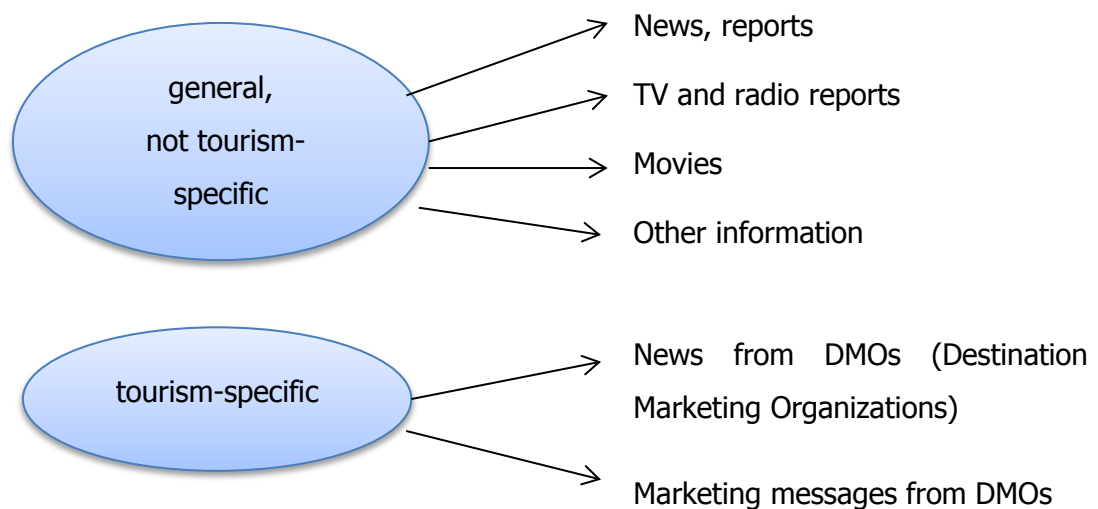 general,
not tourism-
specific
News, reports
TV and radio reports
Movies
Other information
tourism-specific
News from DMOs (Destination
Marketing Organizations)
Marketing messages from DMOs